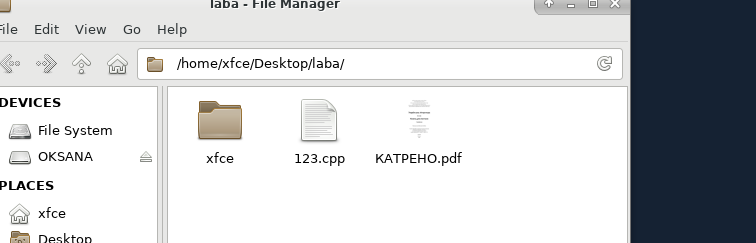 laba - File Manager
File Edit View Go Help
/home/xfce/Desktop/laba/
DEVICES
File System
OKSANA
PLACES
xfce
Desktop
xfce 123.cpp КАТРЕНО.pdf